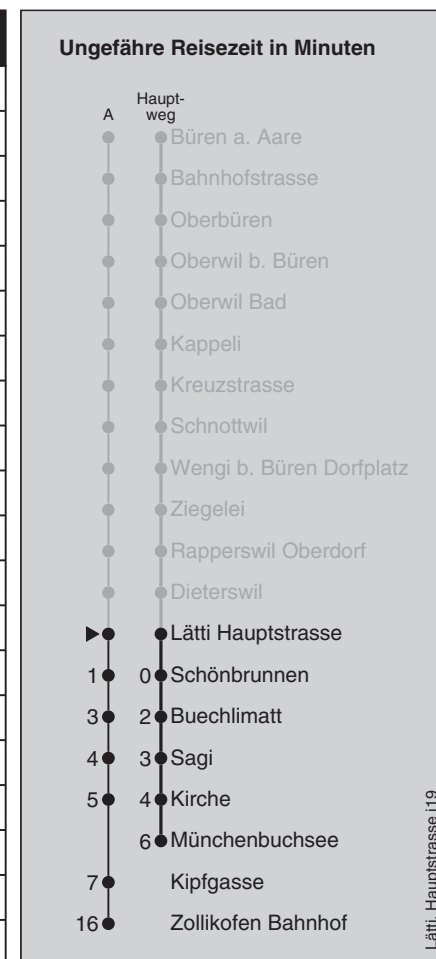 Ungefähre Reisezeit in Minuten
A
Haupt-
weg
Büren a. Aare
Bahnhofstrasse
Oberbüren
Oberwil b. Büren
Oberwil Bad
Kappeli
Kreuzstrasse
Schnottwil
Wengi b. Büren Dorfplatz
Ziegelei
Rapperswil Oberdorf
Dieterswil
Lätti Hauptstrasse
1 0 Schönbrunnen
3 2 Buechlimatt
4 3 Sagi
5 4 Kirche
6 Münchenbuchsee
7 Kipfgasse
16 Zollikofen Bahnhof
Lätti, Hauptstrasse j19